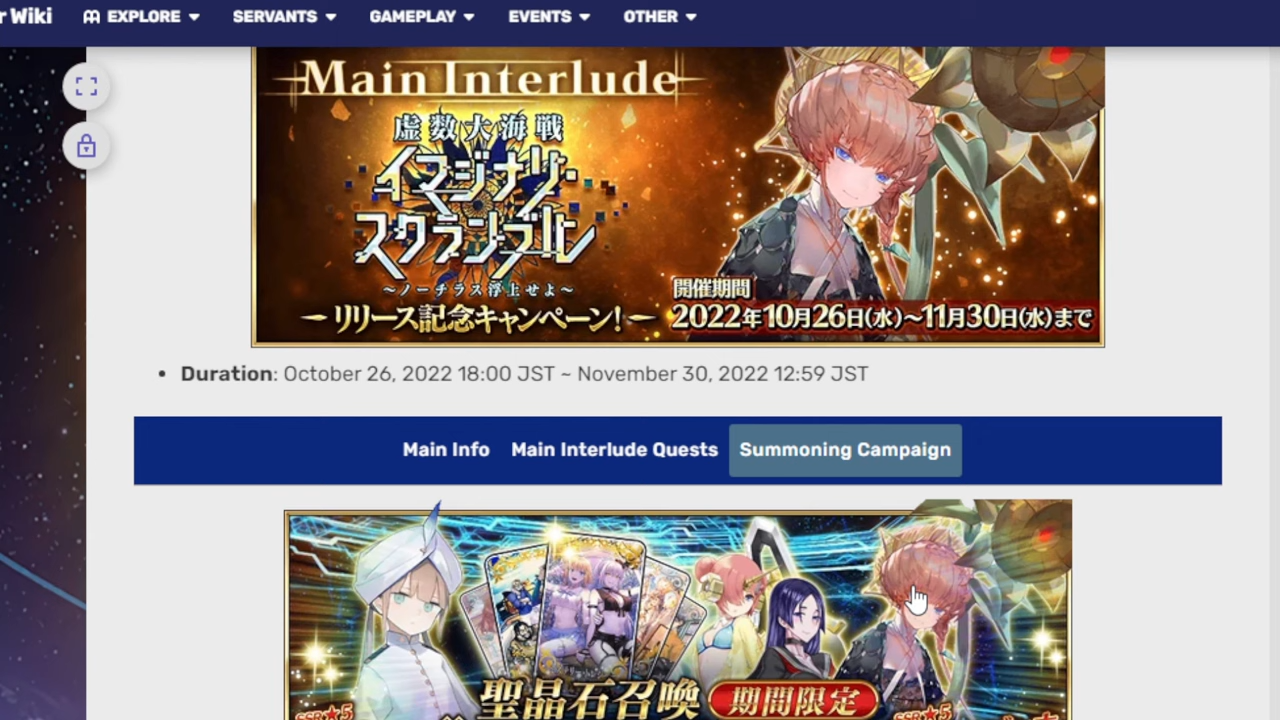 r Wiki EXPLORE SERVANTS GAMEPLAY EVENTS OTHER
Main Interlude
虚数大海戦
イマジナリ・
スクランブル
～ノーチラス浮上せよ～
リリース記念キャンペーン!
開催期間
2022年10月26日(水)～11月30日(水)まで
• Duration: October 26, 2022 18:00 JST ~ November 30, 2022 12:59 JST
Main Info Main Interlude Quests Summoning Campaign
聖晶石召喚 期間限定
SSR★5 SSR★5